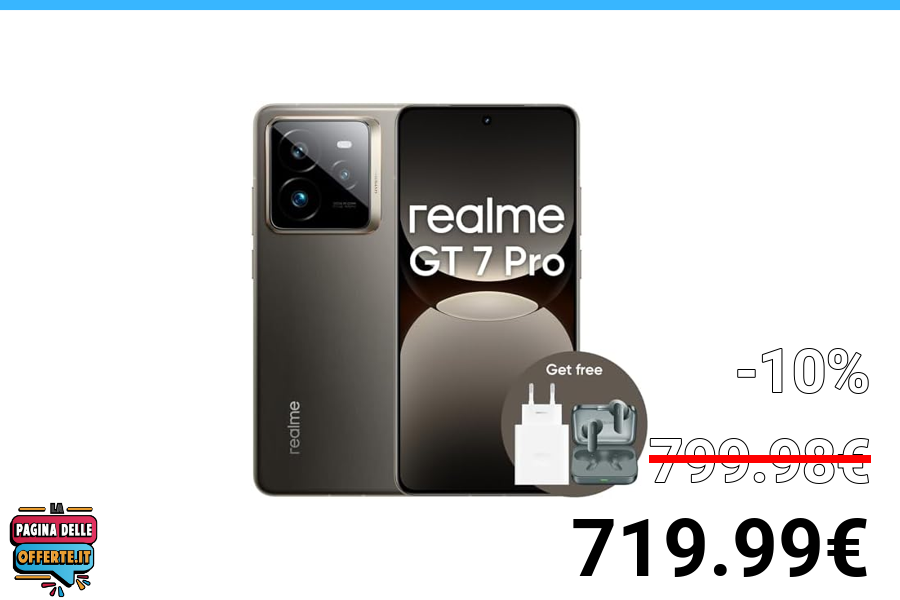 realme
GT 7 Pro
realme
Get free
-10%
799.98€
719.99€
LA
PAGINA DELLE
OFFERTE.IT